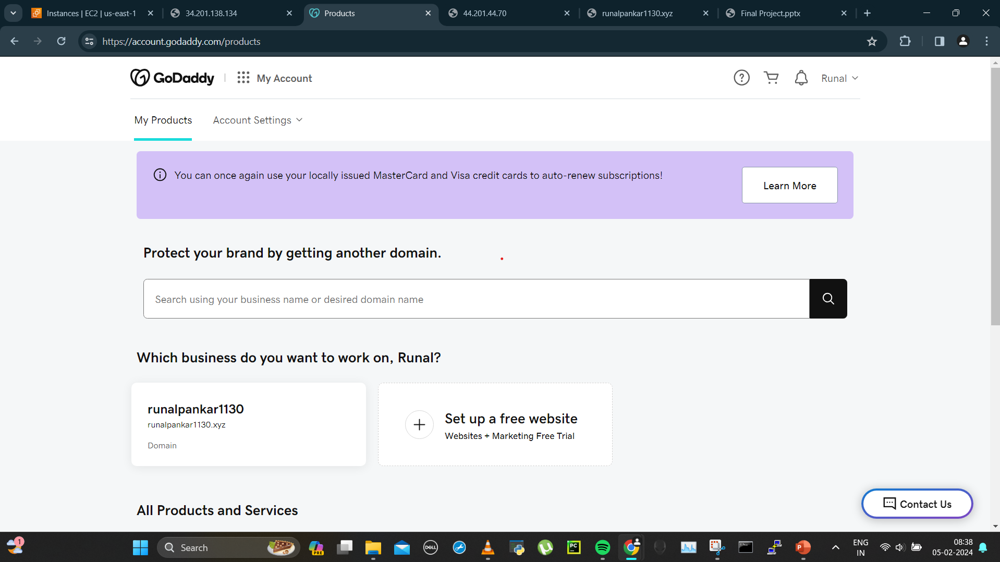 Instances | EC2 | us-east-1
34.201.138.134
Products
44.201.44.70
runalpankar1130.xyz
Final Project.pptx
https://account.godaddy.com/products
GoDaddy
My Account
Runal
My Products
Account Settings
You can once again use your locally issued MasterCard and Visa credit cards to auto-renew subscriptions!
Learn More
Protect your brand by getting another domain.
Search using your business name or desired domain name
Which business do you want to work on, Runal?
runalpankar1130
runalpankar1130.xyz
Domain
Set up a free website
Websites + Marketing Free Trial
All Products and Services
Contact Us
1
Search
PRE
DELL
PC
P
ENG
IN
08:38
05-02-2024